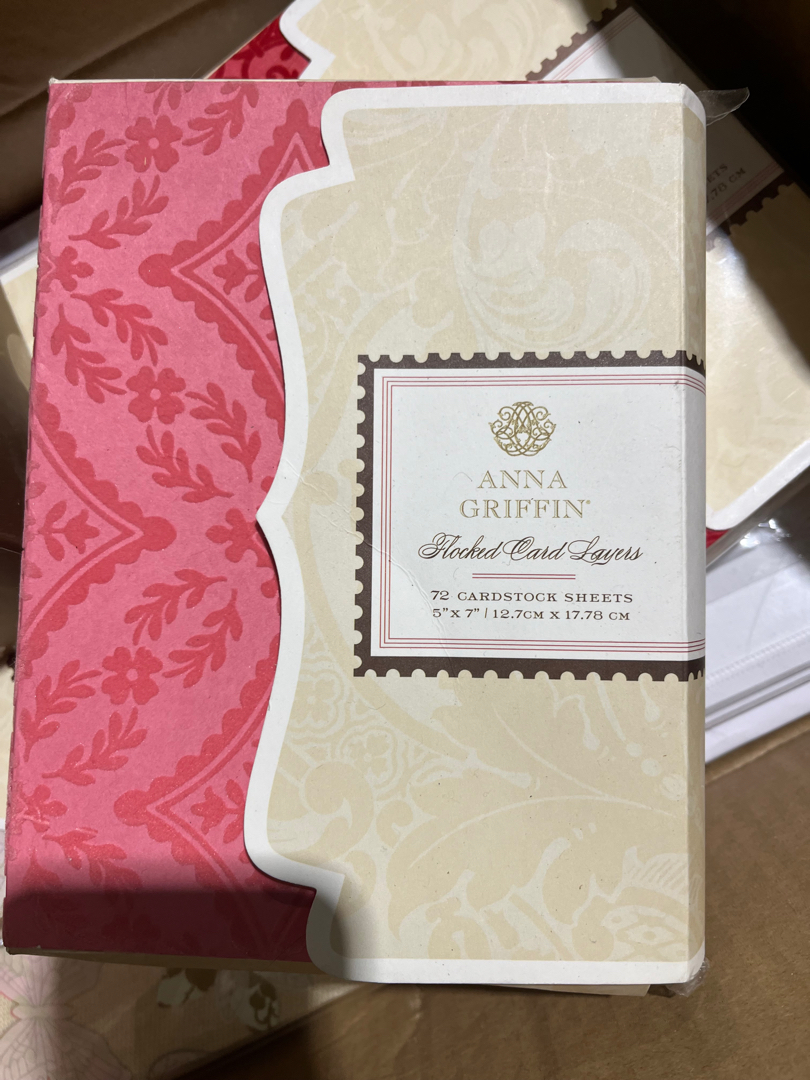 ANNA
GRIFFIN®
Flocked Card Layers
72 CARDSTOCK SHEETS
5" X 7" | 12.7CM X 17.78 CM